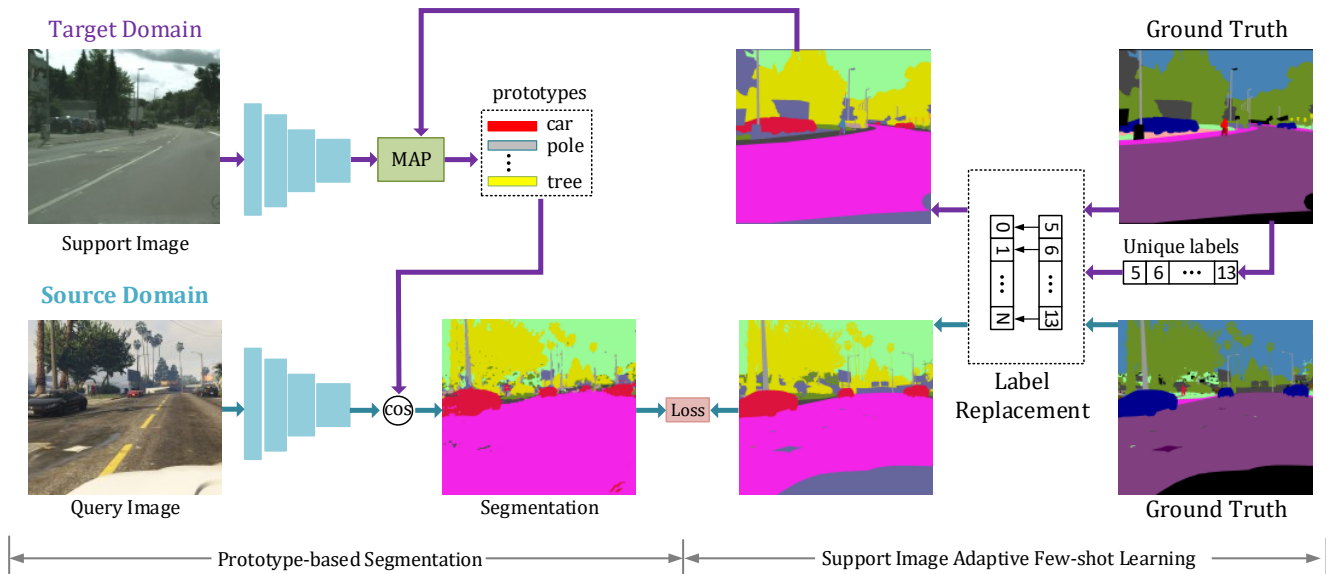 Target Domain
Ground Truth
prototypes
car
pole
⋮
tree
MAP
Support Image
Unique labels
5 6 ... 13
0 5
1 6
⋮ ⋮
N 13
Source Domain
cos
Loss
Label
Replacement
Query Image
Segmentation
Ground Truth
Prototype-based Segmentation
Support Image Adaptive Few-shot Learning